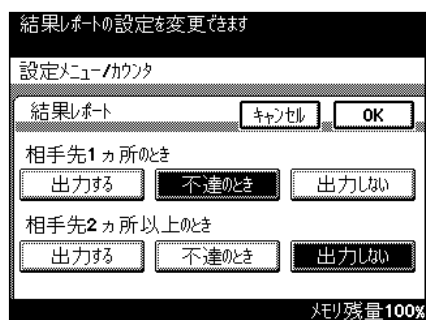 結果ﾚﾎﾟｰﾄの設定を変更できます
設定ﾒﾆｭｰ/ｶｳﾝﾀ
結果ﾚﾎﾟｰﾄ ｷｬﾝｾﾙ OK
相手先1ヵ所のとき
出力する 不達のとき 出力しない
相手先2ヵ所以上のとき
出力する 不達のとき 出力しない
ﾒﾓﾘ残量100%